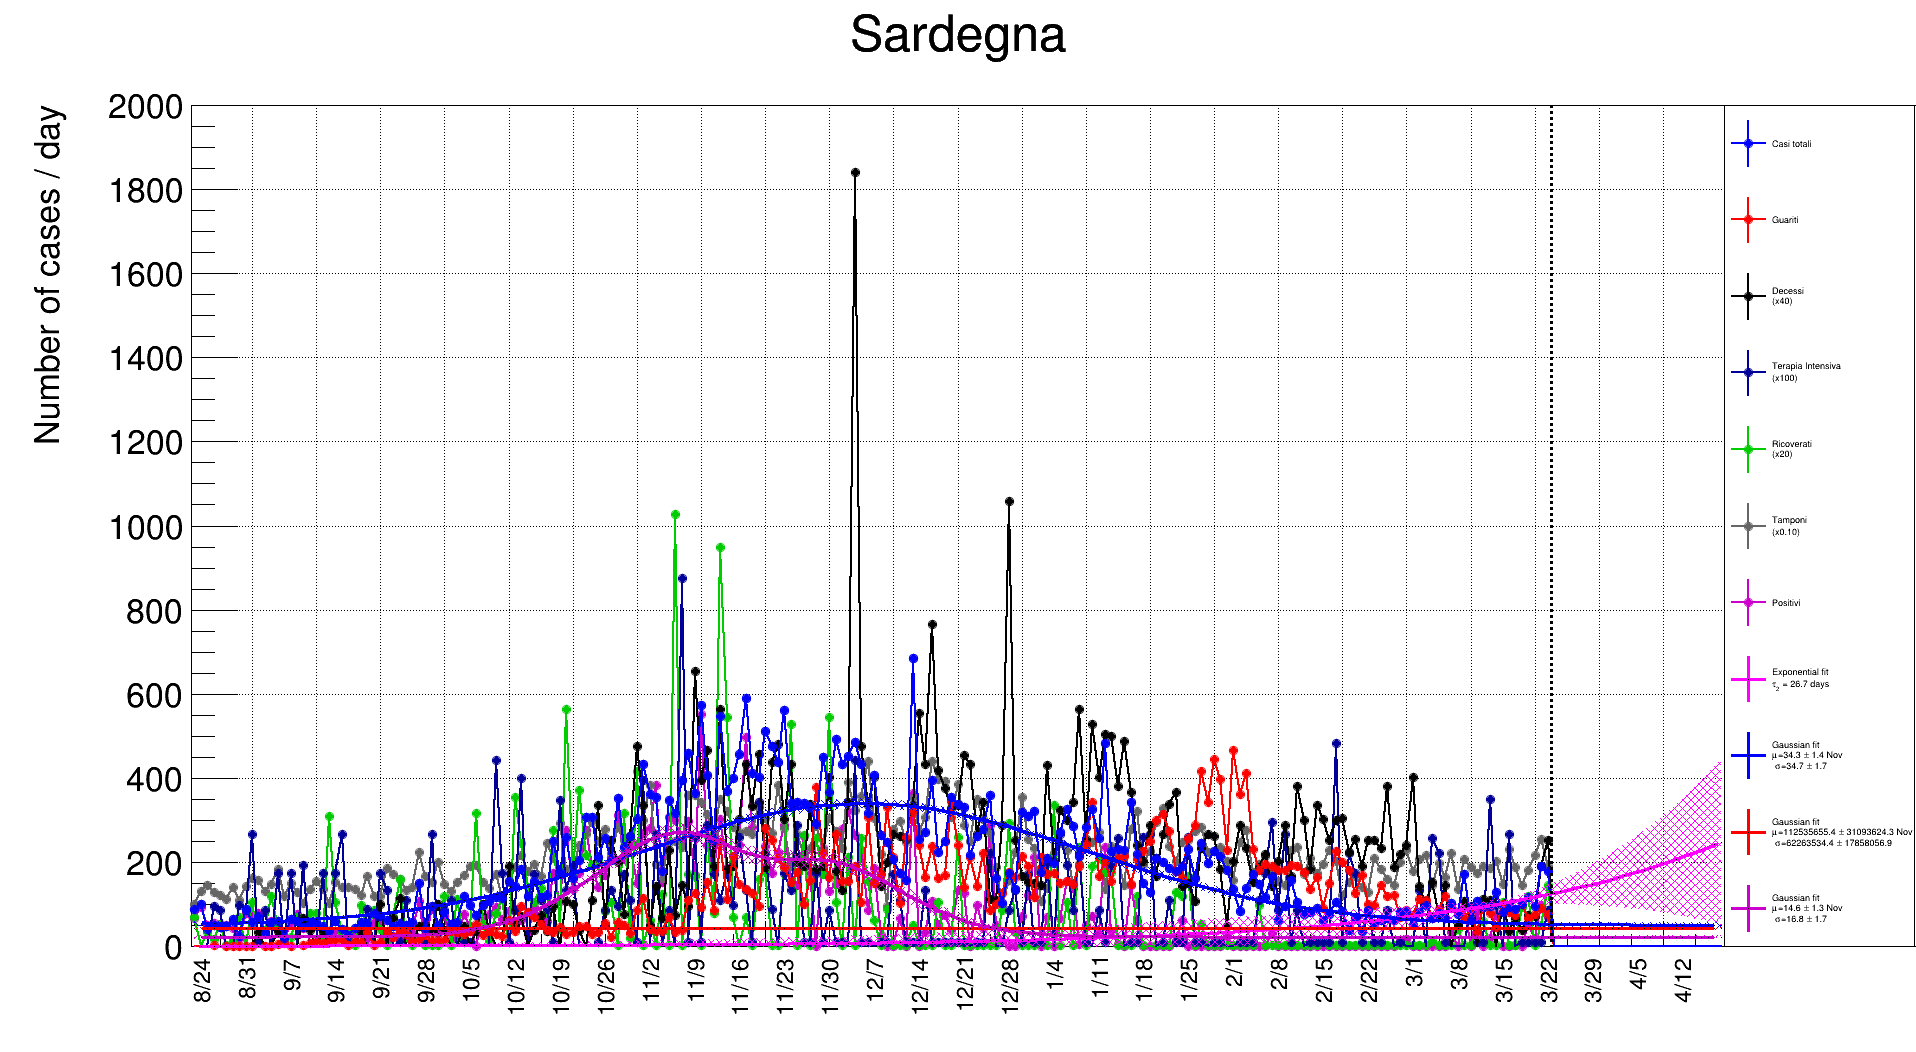 Sardegna
Number of cases / day
2000
1800
1600
1400
1200
1000
800
600
400
200
0
8/24
8/31
9/7
9/14
9/21
9/28
10/5
10/12
10/19
10/26
11/2
11/9
11/16
11/23
11/30
12/7
12/14
12/21
12/28
1/4
1/11
1/18
1/25
2/1
2/8
2/15
2/22
3/1
3/8
3/15
3/22
3/29
4/5
4/12
Casi totali
Guariti
Decessi
(x40)
Terapia Intensiva
(x100)
Ricoverati
(x20)
Tamponi
(x0.10)
Positivi
Exponential fit
τ₂ = 26.7 days
Gaussian fit
μ=34.3 ± 1.4 Nov
σ=34.7 ± 1.7
Gaussian fit
μ=112535655.4 ± 31093624.3 Nov
σ=62263534.4 ± 17858056.9
Gaussian fit
μ=14.6 ± 1.3 Nov
σ=16.8 ± 1.7